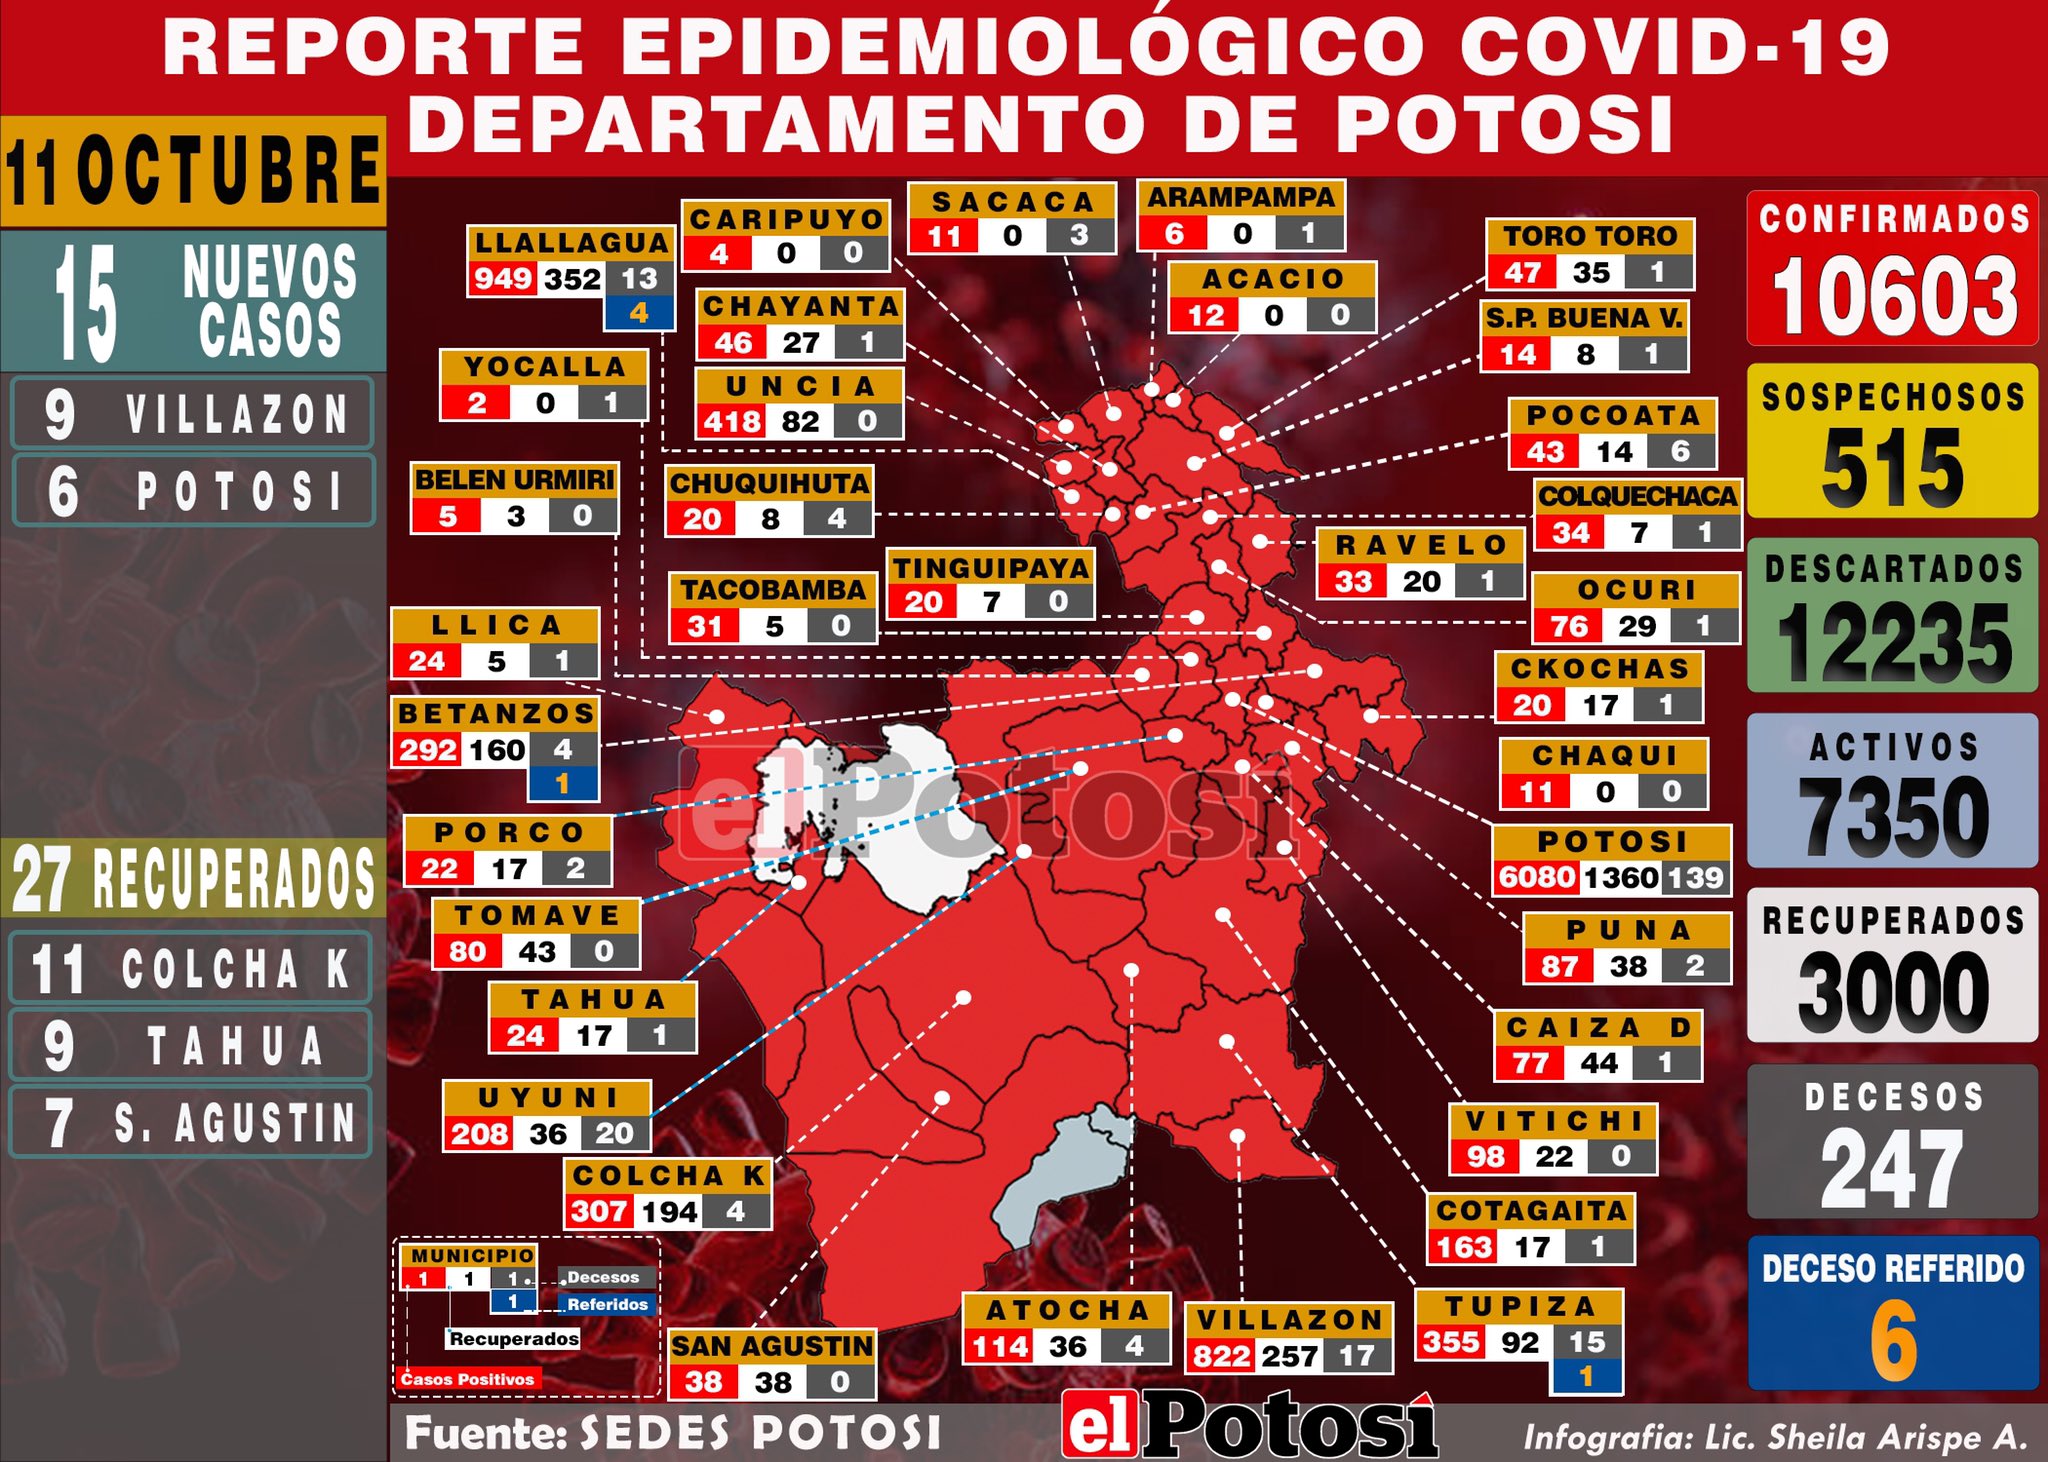 REPORTE EPIDEMIOLÓGICO COVID-19
DEPARTAMENTO DE POTOSI
11 OCTUBRE
15 NUEVOS
CASOS
9 VILLAZON
6 POTOSI
27 RECUPERADOS
11 COLCHA K
9 TAHUA
7 S. AGUSTIN
LLALLAGUA
949 352 13
4
CARIPUYO
4 0 0
SACACA
11 0 3
ARAMPAMPA
6 0 1
ACACIO
12 0 0
TORO TORO
47 35 1
CHAYANTA
46 27 1
S.P. BUENA V.
14 8 1
YOCALLA
2 0 1
UNCIA
418 82 0
POCOATA
43 14 6
BELEN URMIRI
5 3 0
CHUQUIHUTA
20 8 4
COLQUECHACA
34 7 1
RAVELO
33 20 1
TINGUIPAYA
20 7 0
TACOBAMBA
31 5 0
OCURI
76 29 1
LLICA
24 5 1
CKOCHAS
20 17 1
BETANZOS
292 160 4
1
CHAQUI
11 0 0
PORCO
22 17 2
POTOSI
6080 1360 139
TOMAVE
80 43 0
PUNA
87 38 2
TAHUA
24 17 1
CAIZA D
77 44 1
UYUNI
208 36 20
VITICHI
98 22 0
COLCHA K
307 194 4
COTAGAITA
163 17 1
SAN AGUSTIN
38 38 0
ATOCHA
114 36 4
VILLAZON
822 257 17
TUPIZA
355 92 15
1
el Potosí
MUNICIPIO
1 1 1 Decesos
1 Referidos
Recuperados
Casos Positivos
CONFIRMADOS
10603
SOSPECHOSOS
515
DESCARTADOS
12235
ACTIVOS
7350
RECUPERADOS
3000
DECESOS
247
DECESO REFERIDO
6
Fuente: SEDES POTOSI
el Potosí
Infografia: Lic. Sheila Arispe A.